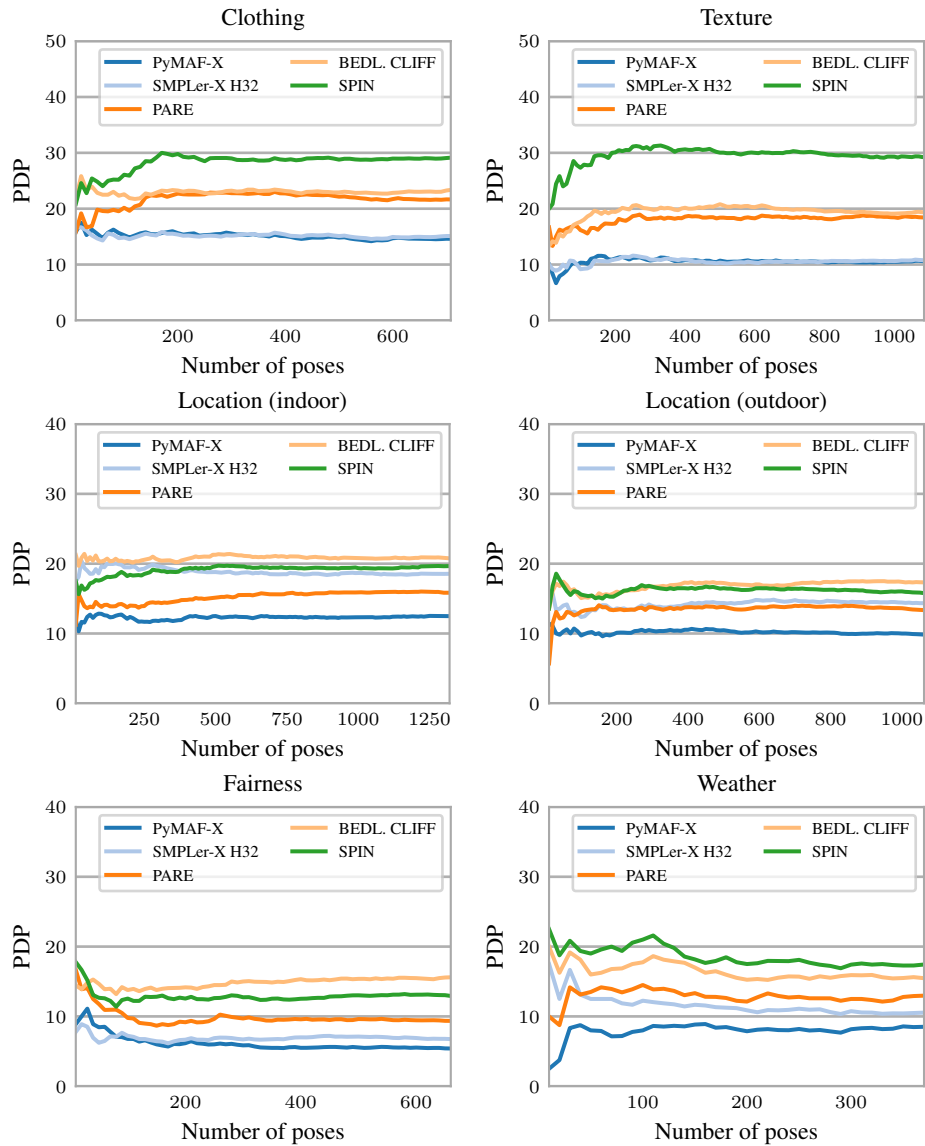 Clothing
50
40
30
20
10
0
PDP
PyMAF-X
SMPLer-X H32
PARE
BEDL. CLIFF
SPIN
200 400 600
Number of poses
Texture
50
40
30
20
10
0
PDP
PyMAF-X
SMPLer-X H32
PARE
BEDL. CLIFF
SPIN
200 400 600 800 1000
Number of poses
Location (indoor)
40
30
20
10
0
PDP
PyMAF-X
SMPLer-X H32
PARE
BEDL. CLIFF
SPIN
250 500 750 1000 1250
Number of poses
Location (outdoor)
40
30
20
10
0
PDP
PyMAF-X
SMPLer-X H32
PARE
BEDL. CLIFF
SPIN
200 400 600 800 1000
Number of poses
Fairness
40
30
20
10
0
PDP
PyMAF-X
SMPLer-X H32
PARE
BEDL. CLIFF
SPIN
200 400 600
Number of poses
Weather
40
30
20
10
0
PDP
PyMAF-X
SMPLer-X H32
PARE
BEDL. CLIFF
SPIN
100 200 300
Number of poses